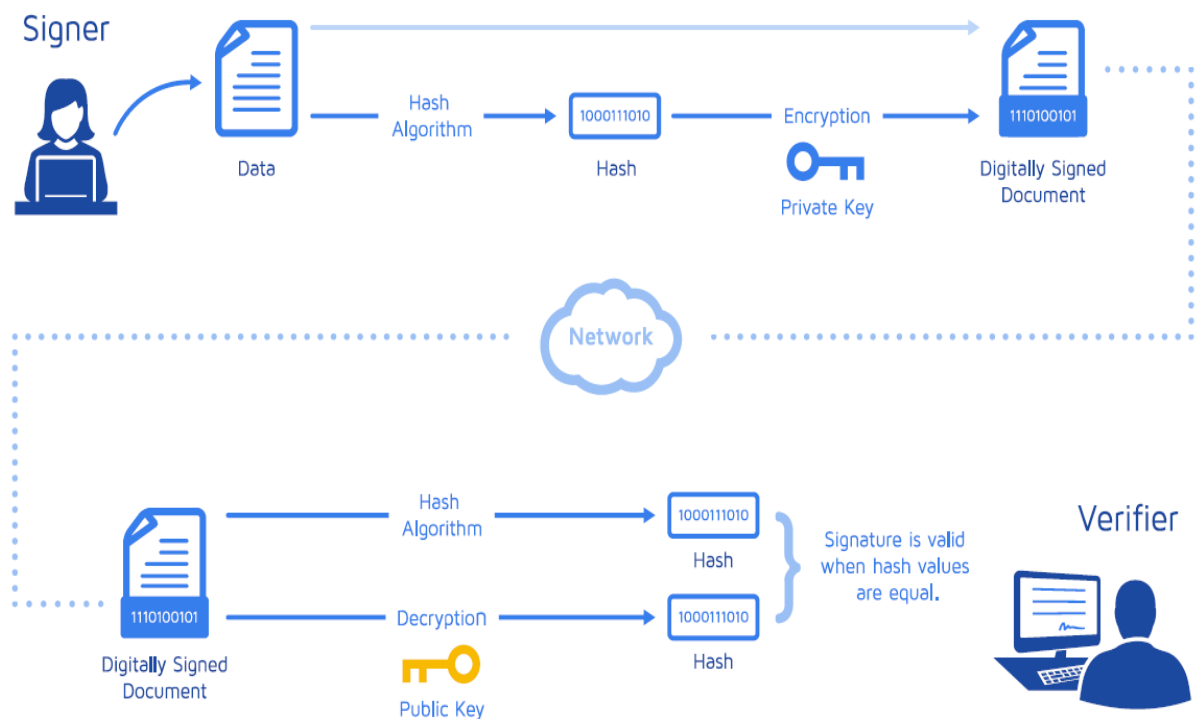 Signer
Data
Hash
Algorithm
1000111010
Hash
Encryption
Private Key
1110100101
Digitally Signed
Document
Network
1110100101
Digitally Signed
Document
Hash
Algorithm
1000111010
Hash
Decryption
Public Key
1000111010
Hash
Signature is valid
when hash values
are equal.
Verifier